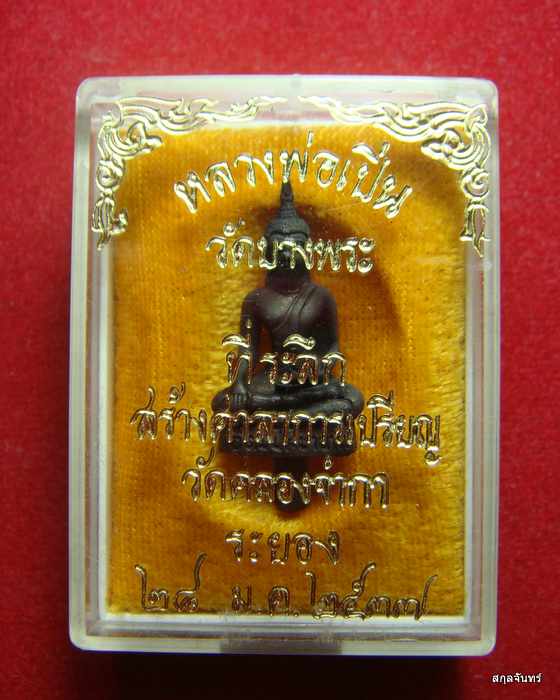 หลวงพ่อเปิ่น
วัดบางพระ
ที่ระลึก
สร้างศาลาการเปรียญ
วัดคลองจำกา
ระยอง
๒๘ ม.ค. ๒๕๓๗
สกุลจันทร์